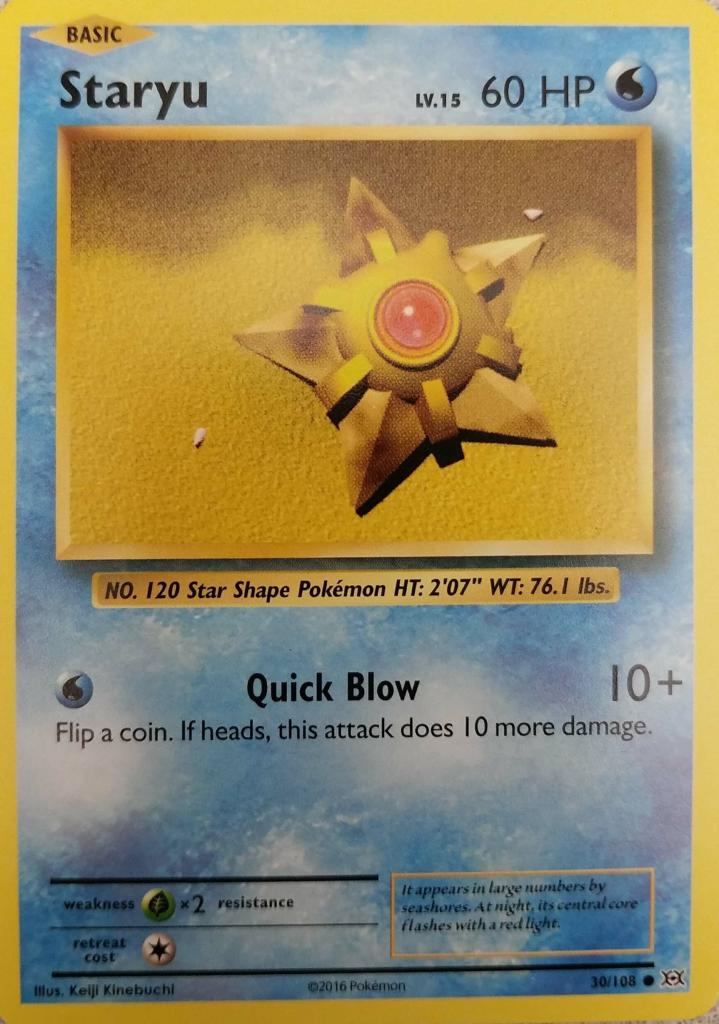 BASIC
Staryu LV.15 60 HP
NO. 120 Star Shape Pokémon HT: 2'07" WT: 76.1 lbs.
Quick Blow 10+
Flip a coin. If heads, this attack does 10 more damage.
weakness ×2 resistance
retreat
cost
It appears in large numbers by
seashores. At night, its central core
flashes with a red light.
Illus. Keiji Kinebuchi ©2016 Pokémon 30/108